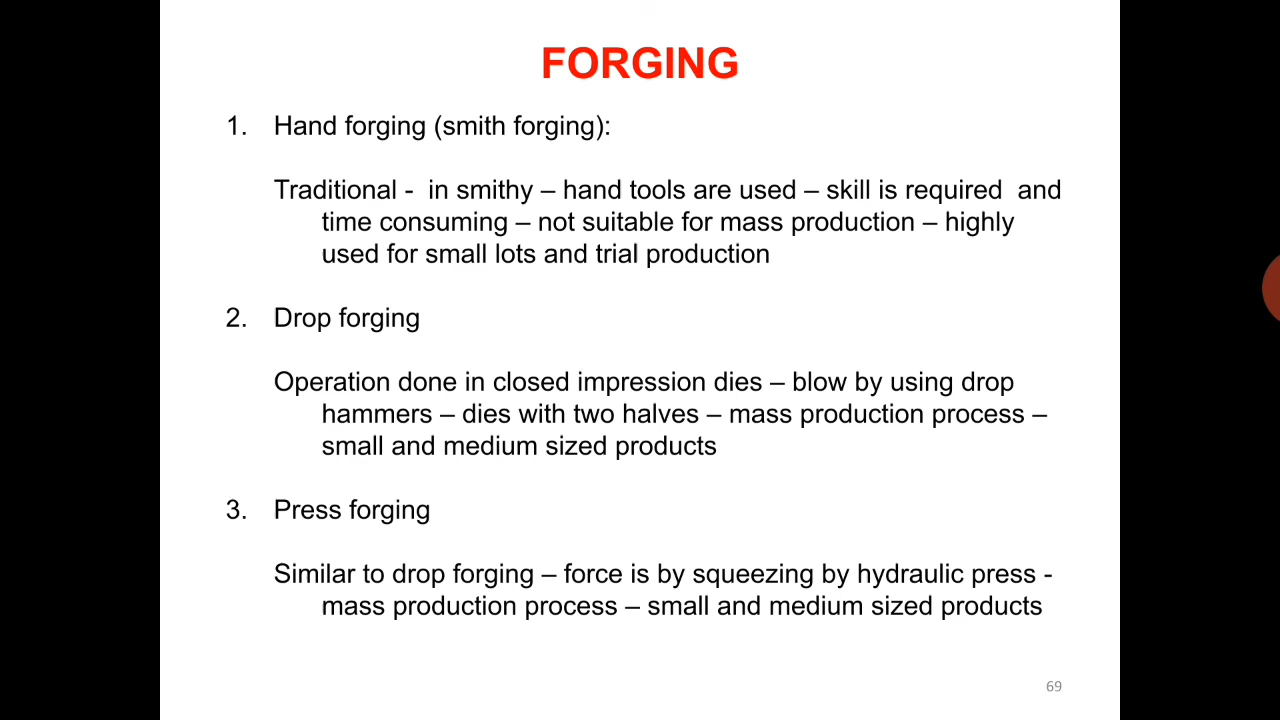 FORGING
1. Hand forging (smith forging):
Traditional - in smithy – hand tools are used – skill is required and
time consuming – not suitable for mass production – highly
used for small lots and trial production
2. Drop forging
Operation done in closed impression dies – blow by using drop
hammers – dies with two halves – mass production process –
small and medium sized products
3. Press forging
Similar to drop forging – force is by squeezing by hydraulic press -
mass production process – small and medium sized products
69